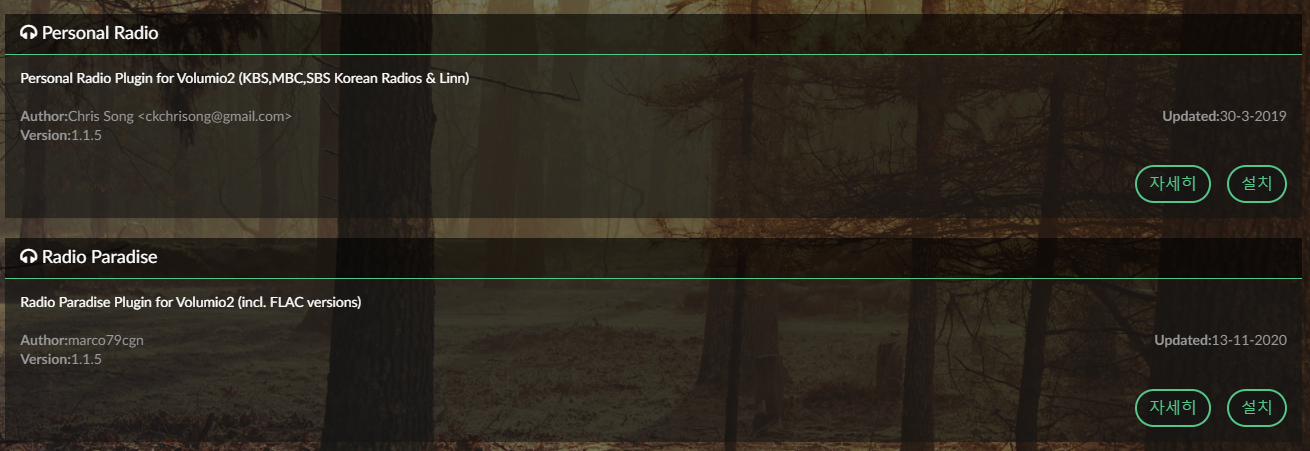 Personal Radio
Personal Radio Plugin for Volumio2 (KBS,MBC,SBS Korean Radios & Linn)
Author:Chris Song <ckchrisong@gmail.com>
Updated:30-3-2019
Version:1.1.5
자세히 설치
Radio Paradise
Radio Paradise Plugin for Volumio2 (incl. FLAC versions)
Author:marco79cgn
Updated:13-11-2020
Version:1.1.5
자세히 설치